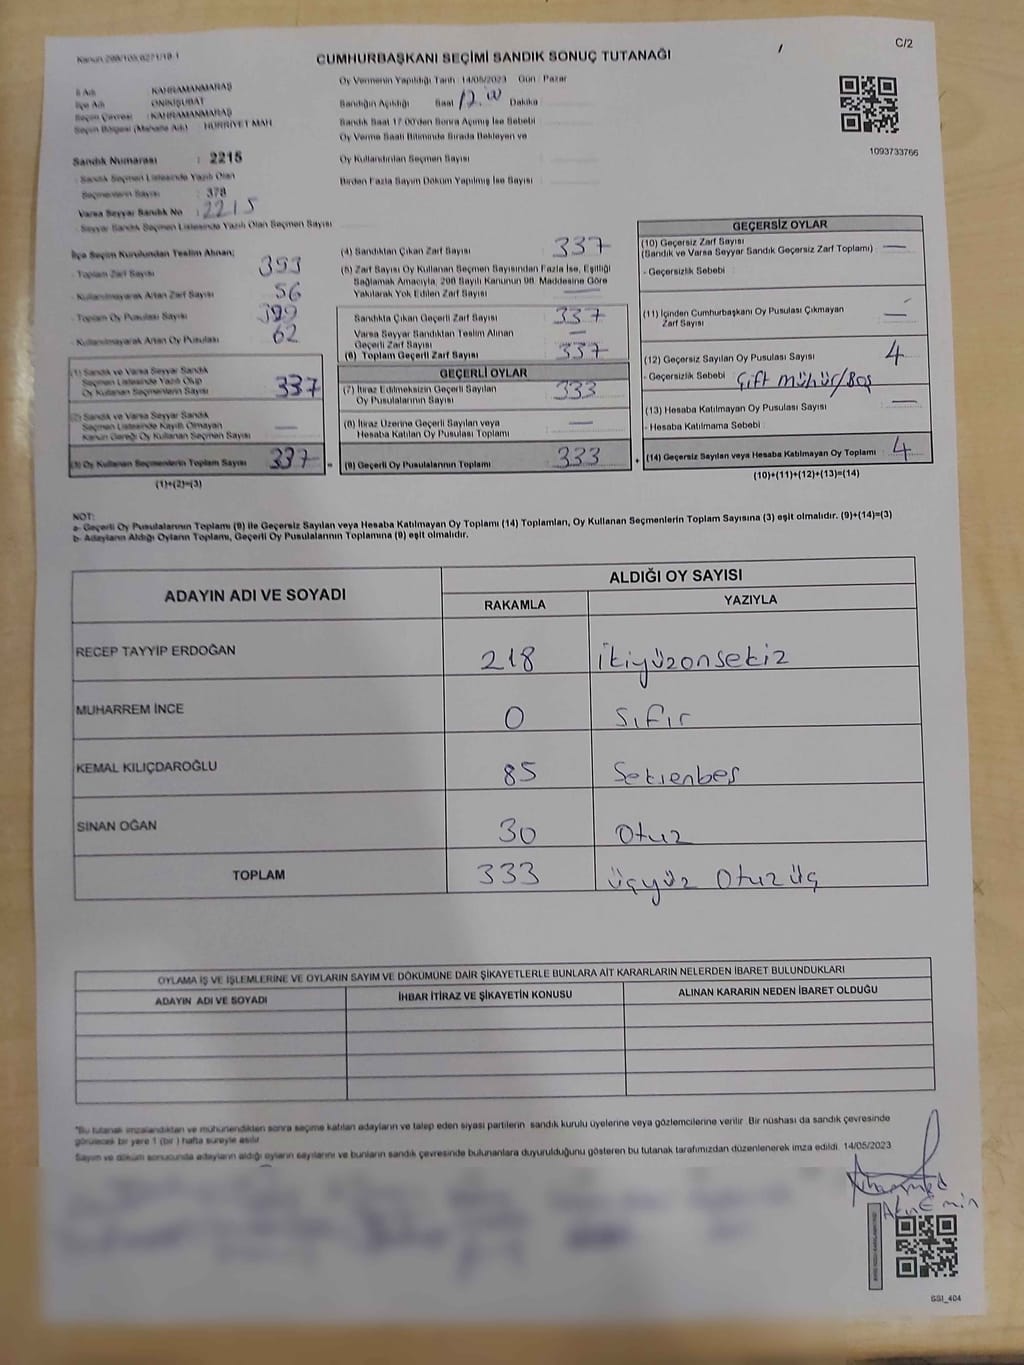 Kanun 298/105;6271/19-1
C/2
CUMHURBAŞKANI SEÇİMİ SANDIK SONUÇ TUTANAĞI
İl Adı : KAHRAMANMARAŞ
İlçe Adı : ONİKİŞUBAT
Seçim Çevresi : KAHRAMANMARAŞ
Seçim Bölgesi (Mahalle Adı) : HÜRRİYET MAH
Sandık Numarası : 2215
- Sandık Seçmen Listesinde Yazılı Olan
Seçmenlerin Sayısı : 378
Varsa Seyyar Sandık No : 2215
- Seyyar Sandık Seçmen Listesinde Yazılı Olan Seçmen Sayısı
Oy Vermenin Yapıldığı Tarih : 14/05/2023 Gün : Pazar
Sandığın Açıldığı Saat 17.00 Dakika
Sandık Saat 17:00'den Sonra Açılmış İse Sebebi
Oy Verme Saati Bitiminde Sırada Bekleyen ve
Oy Kullandırılan Seçmen Sayısı
Birden Fazla Sayım Döküm Yapılmış İse Sayısı
1093733766
İlçe Seçim Kurulundan Teslim Alınan;
- Toplam Zarf Sayısı 393
- Kullanılmayarak Artan Zarf Sayısı 56
- Toplam Oy Pusulası Sayısı 399
- Kullanılmayarak Artan Oy Pusulası 62
(1) Sandık ve Varsa Seyyar Sandık
Seçmen Listesinde Yazılı Olup
Oy Kullanan Seçmenlerin Sayısı 337
(2) Sandık ve Varsa Seyyar Sandık
Seçmen Listesinde Kayıtlı Olmayan
Kanun Gereği Oy Kullanan Seçmen Sayısı —
(3) Oy Kullanan Seçmenlerin Toplam Sayısı 337
(1)+(2)=(3)
(4) Sandıktan Çıkan Zarf Sayısı 337
(5) Zarf Sayısı Oy Kullanan Seçmen Sayısından Fazla İse, Eşitliği
Sağlamak Amacıyla, 298 Sayılı Kanunun 98. Maddesine Göre
Yakılarak Yok Edilen Zarf Sayısı —
Sandıkta Çıkan Geçerli Zarf Sayısı 337
Varsa Seyyar Sandıktan Teslim Alınan
Geçerli Zarf Sayısı —
(6) Toplam Geçerli Zarf Sayısı 337
GEÇERLİ OYLAR
(7) İtiraz Edilmeksizin Geçerli Sayılan
Oy Pusulalarının Sayısı 333
(8) İtiraz Üzerine Geçerli Sayılan veya
Hesaba Katılan Oy Pusulası Toplamı —
= (9) Geçerli Oy Pusulalarının Toplamı 333
GEÇERSİZ OYLAR
(10) Geçersiz Zarf Sayısı
(Sandık ve Varsa Seyyar Sandık Geçersiz Zarf Toplamı) —
- Geçersizlik Sebebi
(11) İçinden Cumhurbaşkanı Oy Pusulası Çıkmayan
Zarf Sayısı —
(12) Geçersiz Sayılan Oy Pusulası Sayısı 4
- Geçersizlik Sebebi Çift mühür/Boş
(13) Hesaba Katılmayan Oy Pusulası Sayısı —
- Hesaba Katılmama Sebebi
+ (14) Geçersiz Sayılan veya Hesaba Katılmayan Oy Toplamı 4
(10)+(11)+(12)+(13)=(14)
NOT:
a- Geçerli Oy Pusulalarının Toplamı (9) ile Geçersiz Sayılan veya Hesaba Katılmayan Oy Toplamı (14) Toplamları, Oy Kullanan Seçmenlerin Toplam Sayısına (3) eşit olmalıdır. (9)+(14)=(3)
b- Adayların Aldığı Oyların Toplamı, Geçerli Oy Pusulalarının Toplamına (9) eşit olmalıdır.
ADAYIN ADI VE SOYADI
ALDIĞI OY SAYISI
RAKAMLA YAZIYLA
RECEP TAYYİP ERDOĞAN 218 ikiyüzonsekiz
MUHARREM İNCE 0 Sıfır
KEMAL KILIÇDAROĞLU 85 Seksenbeş
SİNAN OĞAN 30 Otuz
TOPLAM 333 üçyüz Otuzüç
OYLAMA İŞ VE İŞLEMLERİNE VE OYLARIN SAYIM VE DÖKÜMÜNE DAİR ŞİKAYETLERLE BUNLARA AİT KARARLARIN NELERDEN İBARET BULUNDUKLARI
ADAYIN ADI VE SOYADI İHBAR İTİRAZ VE ŞİKAYETİN KONUSU ALINAN KARARIN NEDEN İBARET OLDUĞU
"Bu tutanak imzalandıktan ve mühürlendikten sonra seçime katılan adayların ve talep eden siyasi partilerin sandık kurulu üyelerine veya gözlemcilerine verilir. Bir nüshası da sandık çevresinde
görülecek bir yere 1 (bir) hafta süreyle asılır.
Sayım ve döküm sonucunda adayların aldığı oyların sayılarını ve bunların sandık çevresinde bulunanlara duyurulduğunu gösteren bu tutanak tarafımızdan düzenlenerek imza edildi. 14/05/2023
Muhammed
Emin
SSI_404